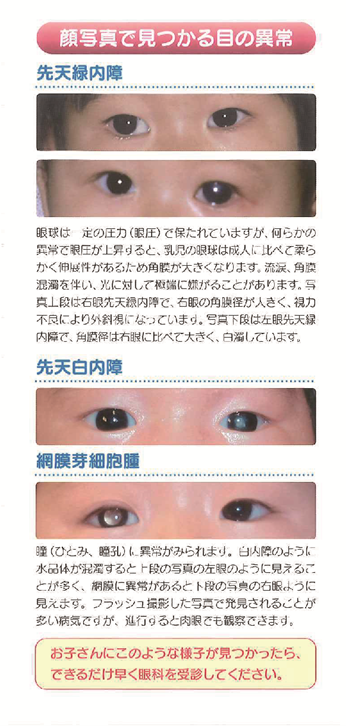 顔写真で見つかる目の異常
先天緑内障
眼球は一定の圧力（眼圧）で保たれていますが、何らかの
異常で眼圧が上昇すると、乳児の眼球は成人に比べて柔ら
かく伸展性があるため角膜が大きくなります。流涙、角膜
混濁を伴い、光に対して極端に嫌がることがあります。写
真上段は右眼先天緑内障で、右眼の角膜径が大きく、視力
不良により外斜視になっています。写真下段は左眼先天緑
内障で、角膜径は右眼に比べて大きく、白濁しています。
先天白内障
網膜芽細胞腫
瞳（ひとみ、瞳孔）に異常がみられます。白内障のように
水晶体が混濁すると上段の写真の左眼のように見えるこ
とが多く、網膜に異常があると下段の写真の右眼ように
見えます。フラッシュ撮影した写真で発見されることが
多い病気ですが、進行すると肉眼でも観察できます。
お子さんにこのような様子が見つかったら、
できるだけ早く眼科を受診してください。